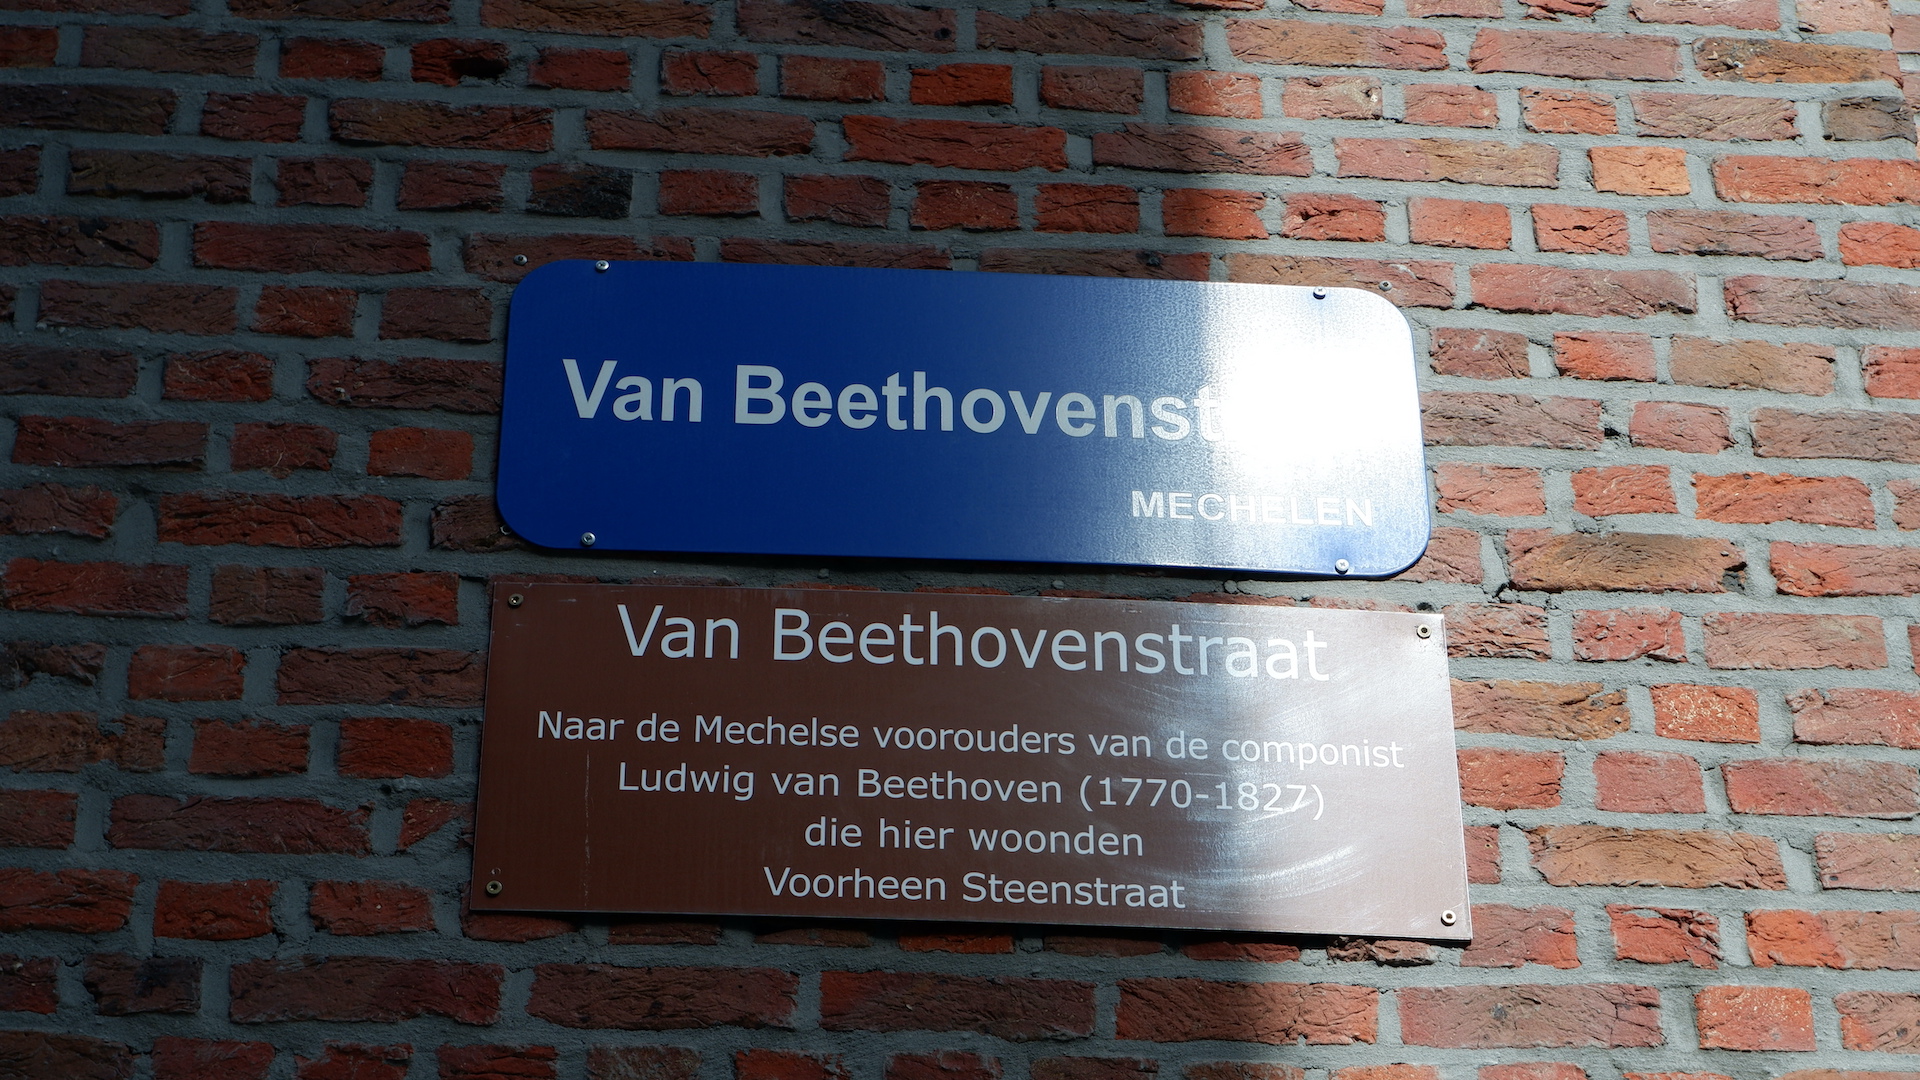 Van Beethovenst
MECHELEN
Van Beethovenstraat
Naar de Mechelse voorouders van de componist
Ludwig van Beethoven (1770-1827)
die hier woonden
Voorheen Steenstraat